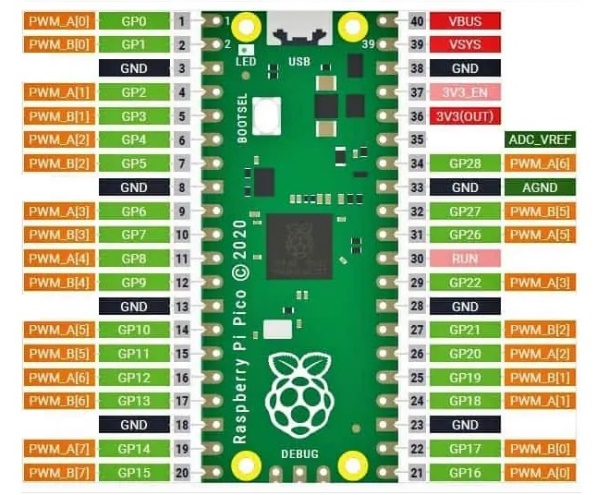 PWM_A[0] GP0 1 1 40 VBUS
PWM_B[0] GP1 2 2 39 39 VSYS
GND 3 LED USB 38 GND
PWM_A[1] GP2 4 37 3V3_EN
PWM_B[1] GP3 5 BOOTSEL 36 3V3(OUT)
PWM_A[2] GP4 6 35 ADC_VREF
PWM_B[2] GP5 7 34 GP28 PWM_A[6]
GND 8 33 GND AGND
PWM_A[3] GP6 9 32 GP27 PWM_B[5]
PWM_B[3] GP7 10 31 GP26 PWM_A[5]
PWM_A[4] GP8 11 30 RUN
PWM_B[4] GP9 12 29 GP22 PWM_A[3]
GND 13 28 GND
PWM_A[5] GP10 14 27 GP21 PWM_B[2]
PWM_B[5] GP11 15 26 GP20 PWM_A[2]
PWM_A[6] GP12 16 25 GP19 PWM_B[1]
PWM_B[6] GP13 17 24 GP18 PWM_A[1]
GND 18 23 GND
PWM_A[7] GP14 19 22 GP17 PWM_B[0]
PWM_B[7] GP15 20 21 GP16 PWM_A[0]
Raspberry Pi Pico © 2020
DEBUG